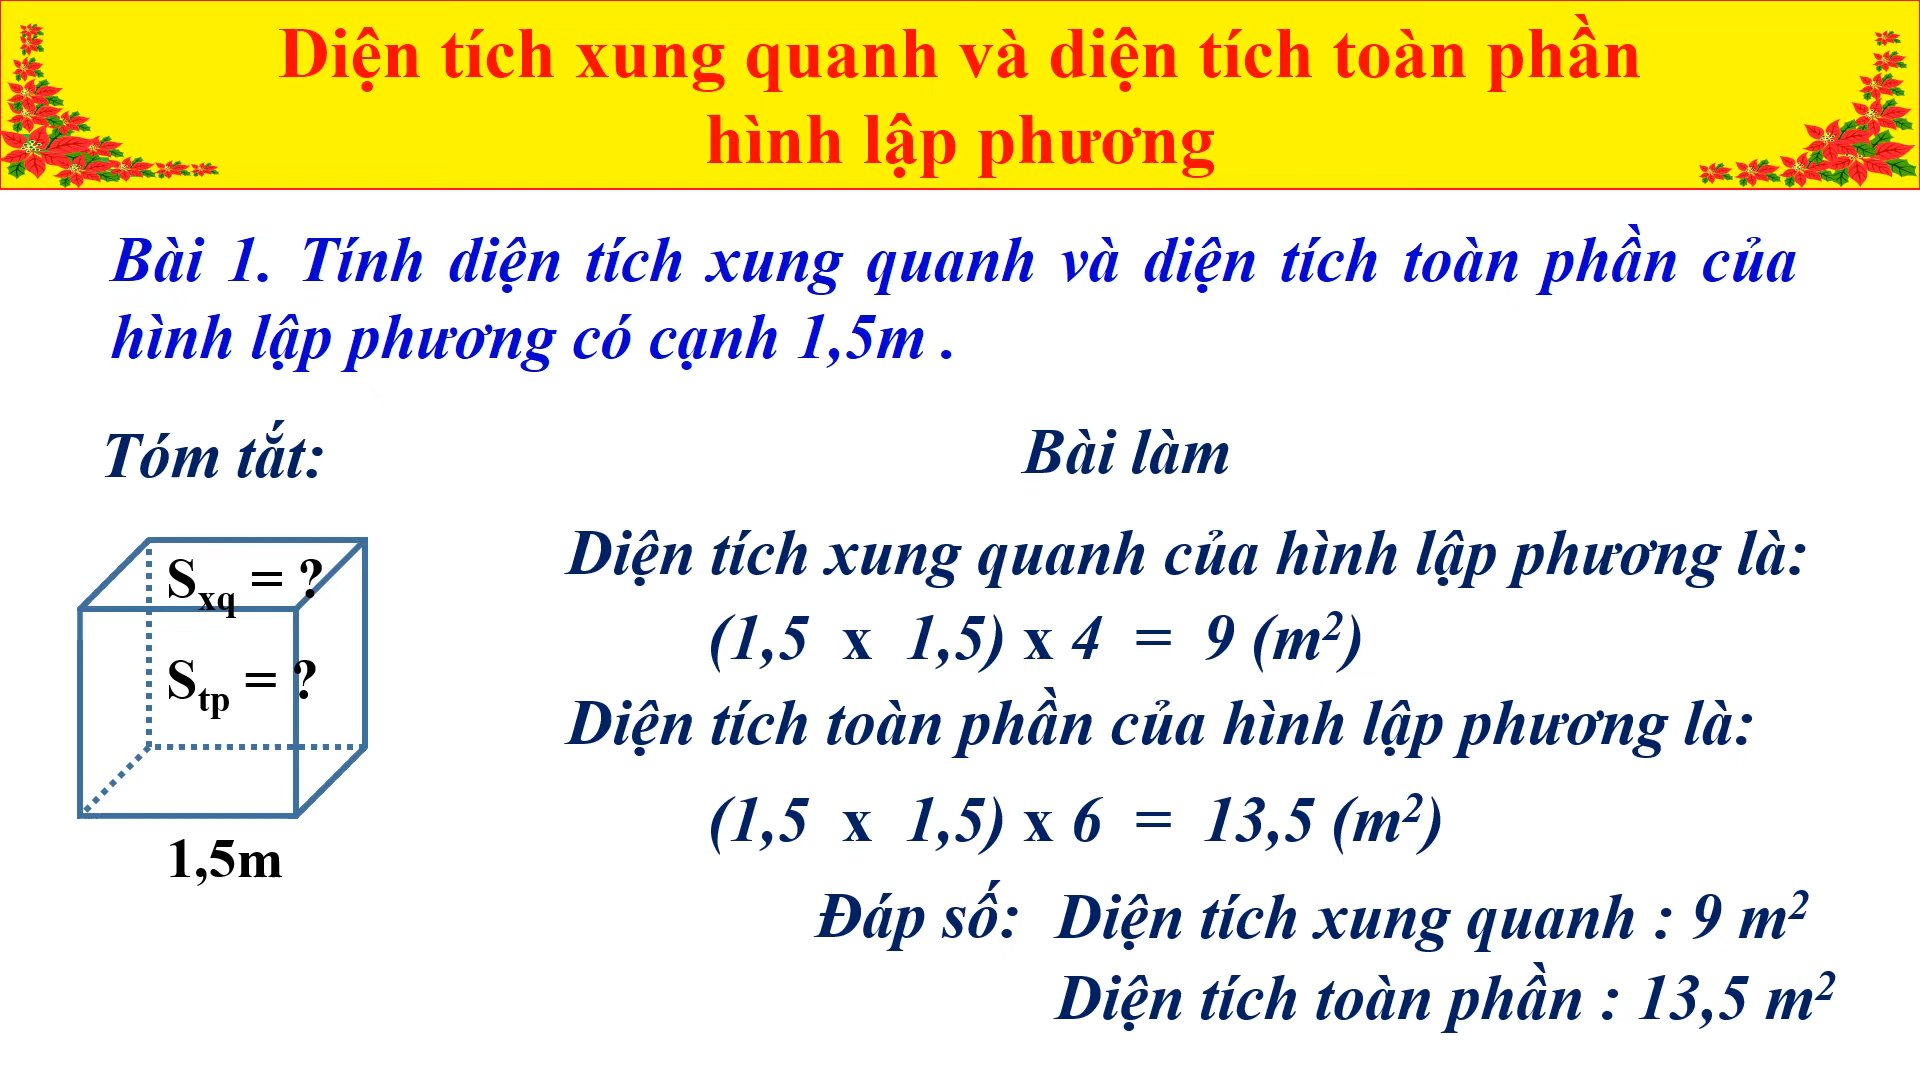 Diện tích xung quanh và diện tích toàn phần
hình lập phương
Bài 1. Tính diện tích xung quanh và diện tích toàn phần của
hình lập phương có cạnh 1,5m .
Tóm tắt:
S_xq = ?
S_tp = ?
1,5m
Bài làm
Diện tích xung quanh của hình lập phương là:
(1,5 x 1,5) x 4 = 9 (m²)
Diện tích toàn phần của hình lập phương là:
(1,5 x 1,5) x 6 = 13,5 (m²)
Đáp số: Diện tích xung quanh : 9 m²
Diện tích toàn phần : 13,5 m²